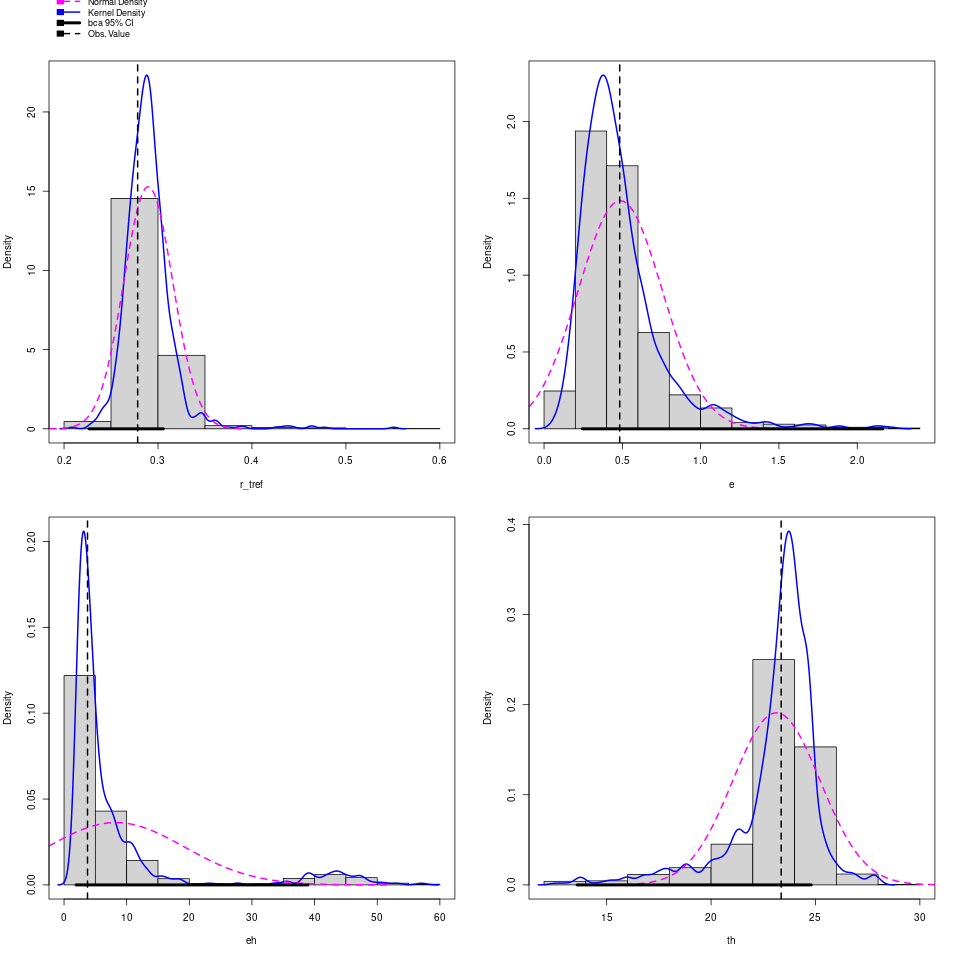 Normal Density
Kernel Density
bca 95% CI
Obs. Value
Density
0 5 10 15 20
0.2 0.3 0.4 0.5 0.6
r_tref
Density
0.0 0.5 1.0 1.5 2.0
0.0 0.5 1.0 1.5 2.0
e
Density
0.00 0.05 0.10 0.15 0.20
0 10 20 30 40 50 60
eh
Density
0.0 0.1 0.2 0.3 0.4
15 20 25 30
th